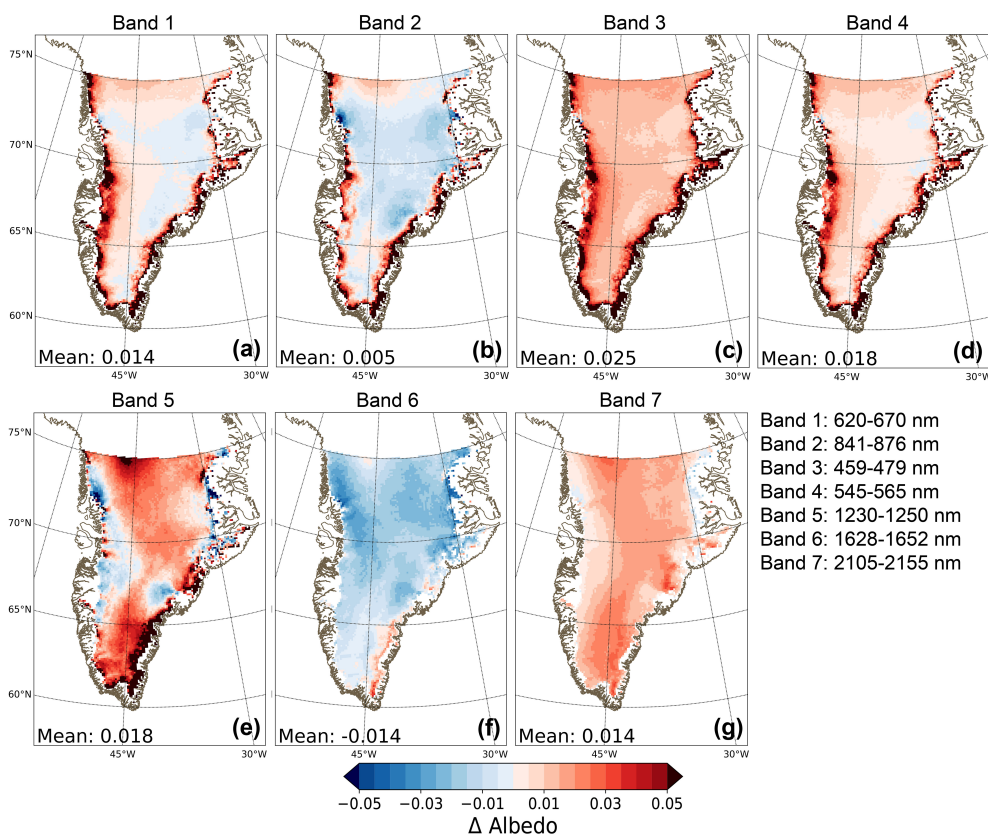 Band 1 Band 2 Band 3 Band 4
75°N
70°N
65°N
60°N
Mean: 0.014 (a) Mean: 0.005 (b) Mean: 0.025 (c) Mean: 0.018 (d)
45°W 30°W 45°W 30°W 45°W 30°W 45°W 30°W
Band 5 Band 6 Band 7
75°N
70°N
65°N
60°N
Band 1: 620-670 nm
Band 2: 841-876 nm
Band 3: 459-479 nm
Band 4: 545-565 nm
Band 5: 1230-1250 nm
Band 6: 1628-1652 nm
Band 7: 2105-2155 nm
Mean: 0.018 (e) Mean: -0.014 (f) Mean: 0.014 (g)
45°W 30°W 45°W 30°W 45°W 30°W
−0.05 −0.03 −0.01 0.01 0.03 0.05
Δ Albedo